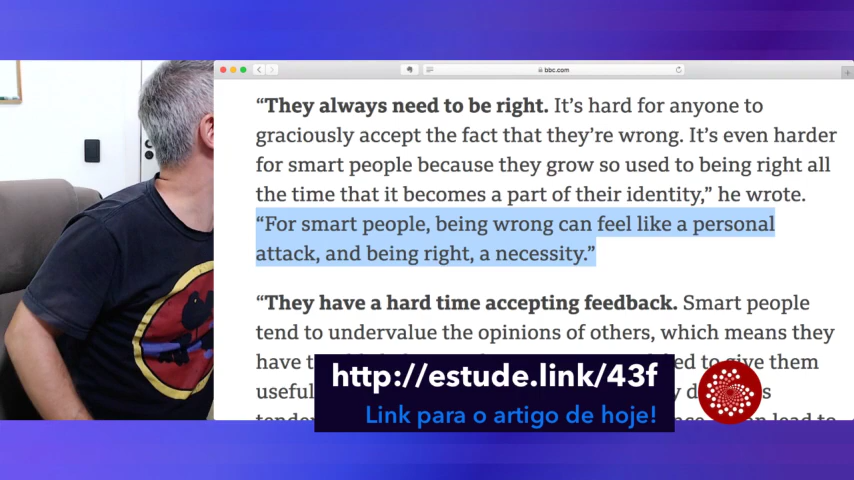 bbc.com
“They always need to be right. It’s hard for anyone to
graciously accept the fact that they’re wrong. It’s even harder
for smart people because they grow so used to being right all
the time that it becomes a part of their identity,” he wrote.
“For smart people, being wrong can feel like a personal
attack, and being right, a necessity.”
“They have a hard time accepting feedback. Smart people
tend to undervalue the opinions of others, which means they
have to give them
http://estude.link/43f
Link para o artigo de hoje!